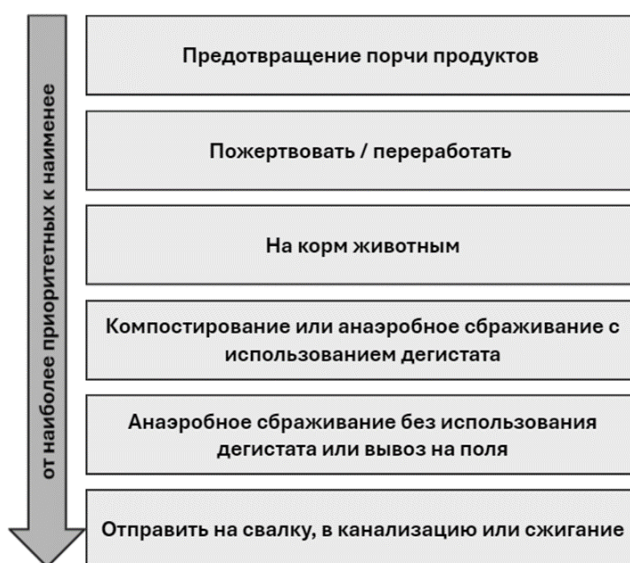 от наиболее приоритетных к наименее
Предотвращение порчи продуктов
Пожертвовать / переработать
На корм животным
Компостирование или анаэробное сбраживание с
использованием дегистата
Анаэробное сбраживание без использования
дегистата или вывоз на поля
Отправить на свалку, в канализацию или сжигание